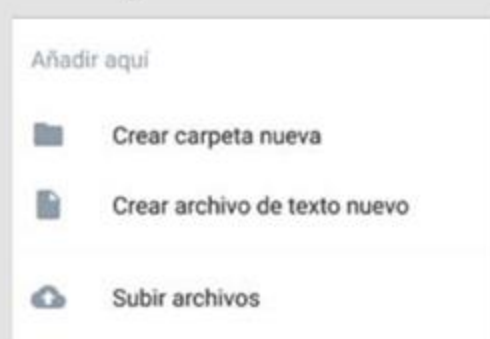 Añadir aquí
Crear carpeta nueva
Crear archivo de texto nuevo
Subir archivos